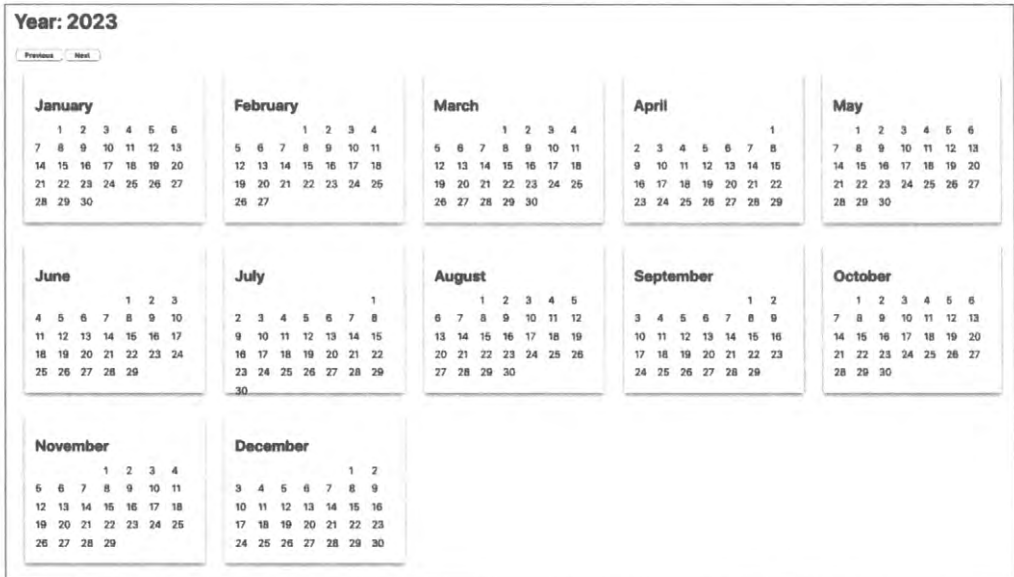 Year: 2023
Previous Next
January
1 2 3 4 5 6
7 8 9 10 11 12 13
14 15 16 17 18 19 20
21 22 23 24 25 26 27
28 29 30
February
1 2 3 4
5 6 7 8 9 10 11
12 13 14 15 16 17 18
19 20 21 22 23 24 25
26 27
March
1 2 3 4
5 6 7 8 9 10 11
12 13 14 15 16 17 18
19 20 21 22 23 24 25
26 27 28 29 30
April
1
2 3 4 5 6 7 8
9 10 11 12 13 14 15
16 17 18 19 20 21 22
23 24 25 26 27 28 29
May
1 2 3 4 5 6
7 8 9 10 11 12 13
14 15 16 17 18 19 20
21 22 23 24 25 26 27
28 29 30
June
1 2 3
4 5 6 7 8 9 10
11 12 13 14 15 16 17
18 19 20 21 22 23 24
25 26 27 28 29
July
1
2 3 4 5 6 7 8
9 10 11 12 13 14 15
16 17 18 19 20 21 22
23 24 25 26 27 28 29
30
August
1 2 3 4 5
6 7 8 9 10 11 12
13 14 15 16 17 18 19
20 21 22 23 24 25 26
27 28 29 30
September
1 2
3 4 5 6 7 8 9
10 11 12 13 14 15 16
17 18 19 20 21 22 23
24 25 26 27 28 29
October
1 2 3 4 5 6
7 8 9 10 11 12 13
14 15 16 17 18 19 20
21 22 23 24 25 26 27
28 29 30
November
1 2 3 4
5 6 7 8 9 10 11
12 13 14 15 16 17 18
19 20 21 22 23 24 25
26 27 28 29
December
1 2
3 4 5 6 7 8 9
10 11 12 13 14 15 16
17 18 19 20 21 22 23
24 25 26 27 28 29 30